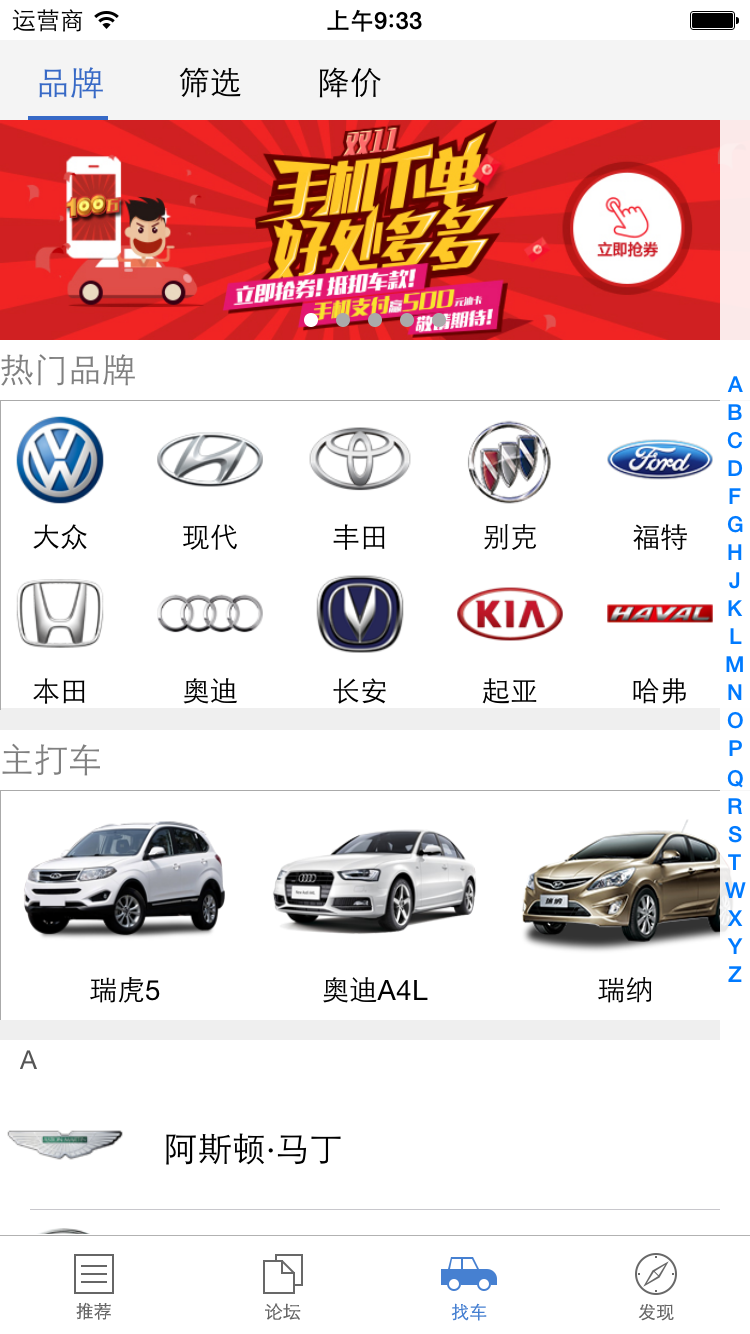 运营商 上午9:33
品牌 筛选 降价
双11
手机下单
好处多多
100万
立即抢券! 抵扣车款!
手机支付赢500元油卡
敬请期待!
立即抢券
热门品牌
Ford
大众 现代 丰田 别克 福特
KIA HAVAL
本田 奥迪 长安 起亚 哈弗
主打车
瑞虎5 奥迪A4L 瑞纳
A
阿斯顿·马丁
A
B
C
D
F
G
H
J
K
L
M
N
O
P
Q
R
S
T
W
X
Y
Z
推荐 论坛 找车 发现